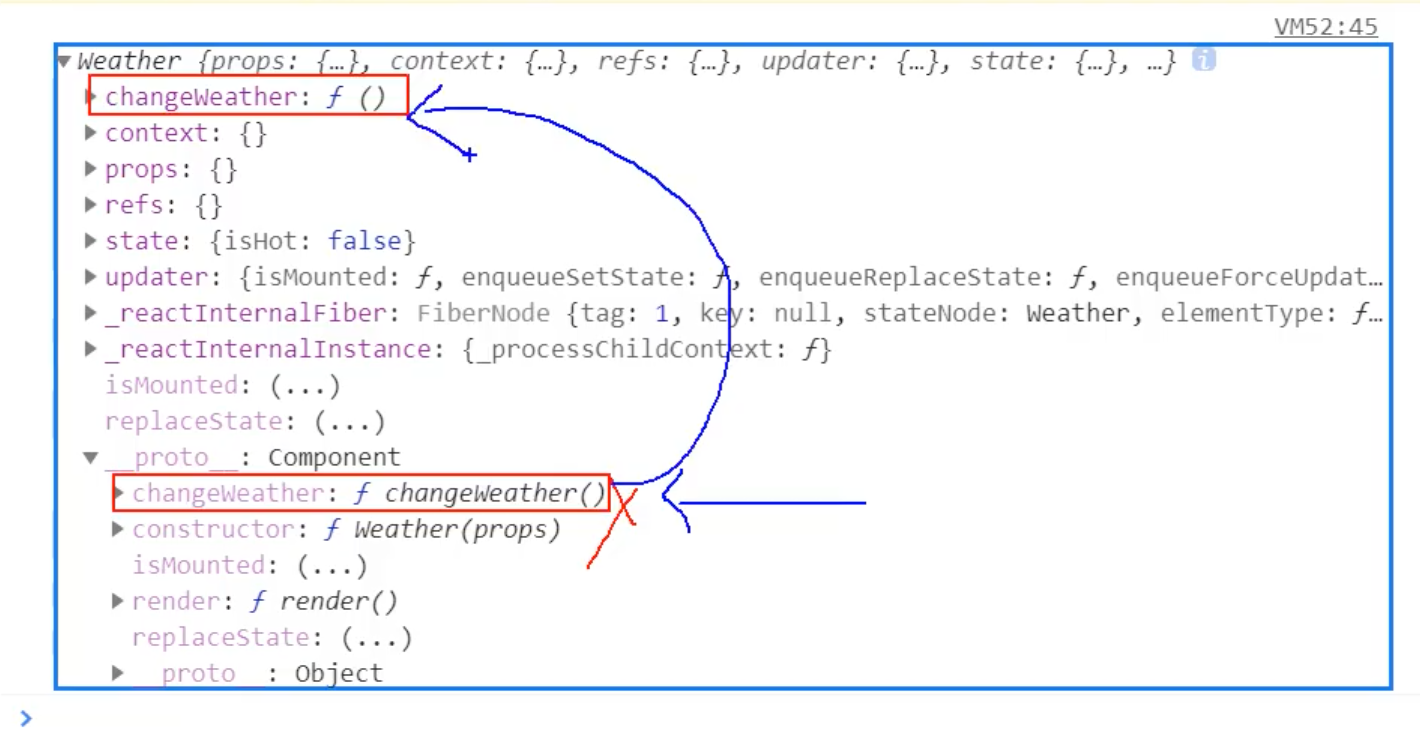 VM52:45
Weather {props: {…}, context: {…}, refs: {…}, updater: {…}, state: {…}, …} i
changeWeather: ƒ ()
context: {}
props: {}
refs: {}
state: {isHot: false}
updater: {isMounted: ƒ, enqueueSetState: ƒ, enqueueReplaceState: ƒ, enqueueForceUpdat…
_reactInternalFiber: FiberNode {tag: 1, key: null, stateNode: Weather, elementType: ƒ…
_reactInternalInstance: {_processChildContext: ƒ}
isMounted: (...)
replaceState: (...)
__proto__: Component
changeWeather: ƒ changeWeather()
constructor: ƒ Weather(props)
isMounted: (...)
render: ƒ render()
replaceState: (...)
__proto__: Object